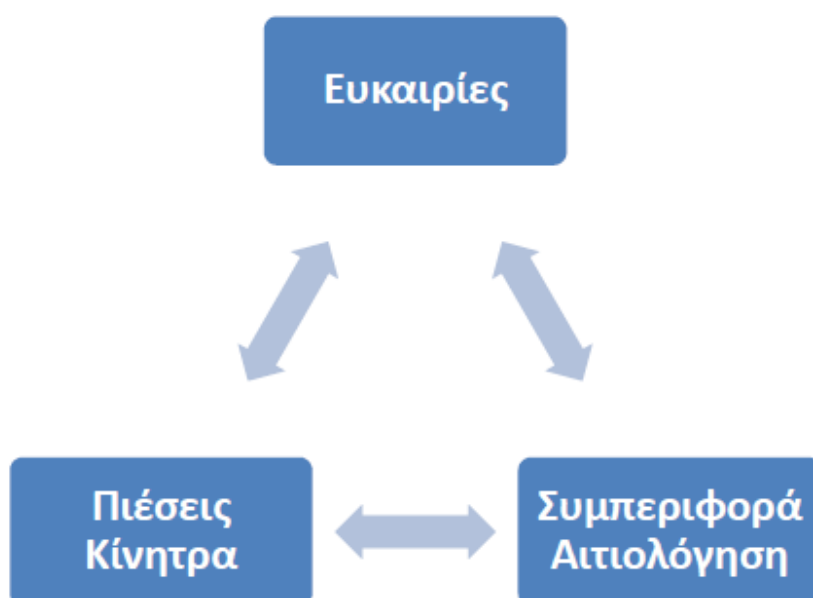 Ευκαιρίες
Πιέσεις
Κίνητρα
Συμπεριφορά
Αιτιολόγηση